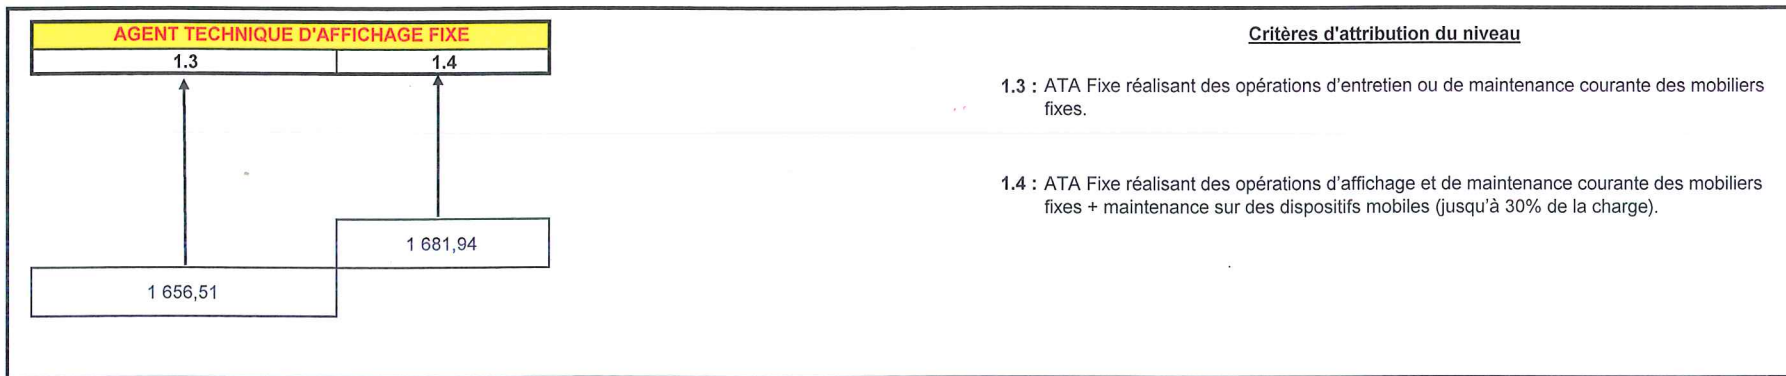 AGENT TECHNIQUE D'AFFICHAGE FIXE
1.3 1.4
1 681,94
1 656,51
Critères d'attribution du niveau
1.3 : ATA Fixe réalisant des opérations d'entretien ou de maintenance courante des mobiliers
fixes.
1.4 : ATA Fixe réalisant des opérations d'affichage et de maintenance courante des mobiliers
fixes + maintenance sur des dispositifs mobiles (jusqu'à 30% de la charge).